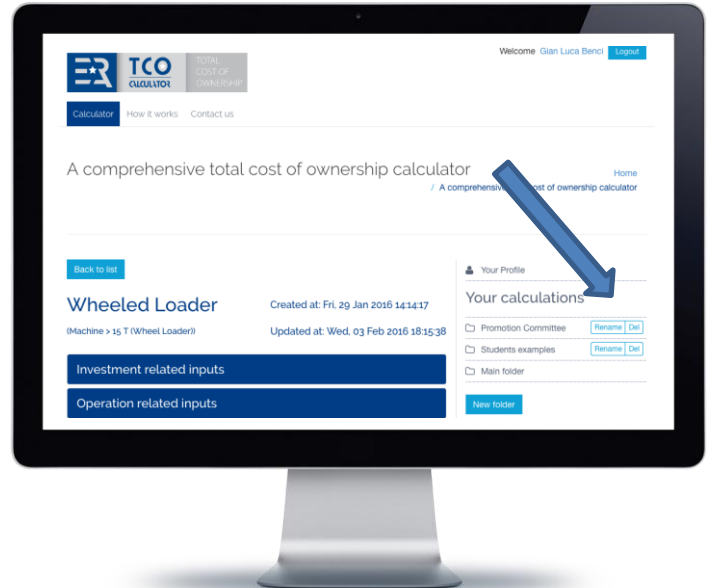 Welcome Gian Luca Benci Logout
ER TCO CALCULATOR TOTAL COST OF OWNERSHIP
Calculator How it works Contact us
A comprehensive total cost of ownership calculator
Home
/ A comprehensive cost of ownership calculator
Back to list
Wheeled Loader
Created at: Fri, 29 Jan 2016 14:14:17
(Machine > 15 T (Wheel Loader))
Updated at: Wed, 03 Feb 2016 18:15:38
Investment related inputs
Operation related inputs
Your Profile
Your calculations
Promotion Committee Rename Del
Students examples Rename Del
Main folder
New folder